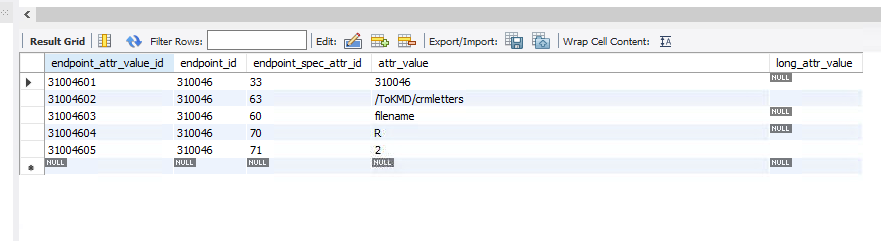 Result Grid Filter Rows: Edit: Export/Import: Wrap Cell Content: IA
endpoint_attr_value_id endpoint_id endpoint_spec_attr_id attr_value long_attr_value
31004601 310046 33 310046 NULL
31004602 310046 63 /ToKMD/crmletters
31004603 310046 60 filename NULL
31004604 310046 70 R NULL
31004605 310046 71 2 NULL
NULL NULL NULL NULL NULL